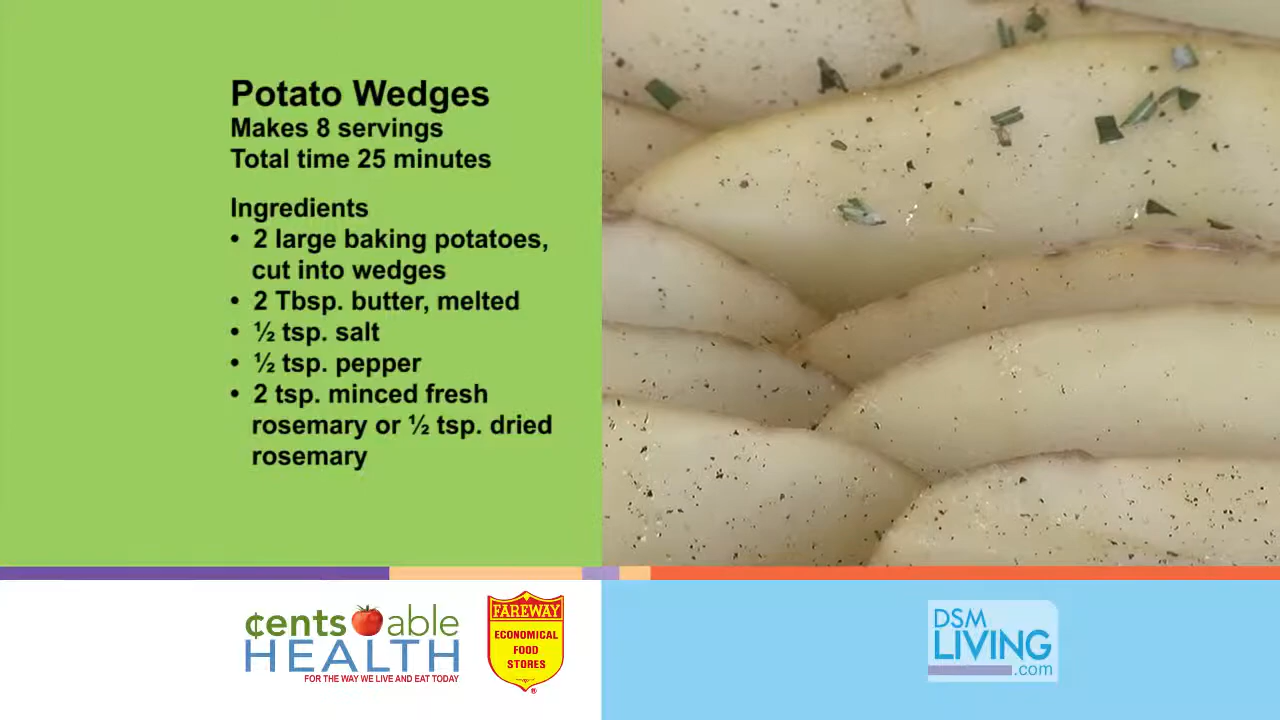 Potato Wedges
Makes 8 servings
Total time 25 minutes
Ingredients
• 2 large baking potatoes,
cut into wedges
• 2 Tbsp. butter, melted
• ½ tsp. salt
• ½ tsp. pepper
• 2 tsp. minced fresh
rosemary or ½ tsp. dried
rosemary
¢ents able
HEALTH
FOR THE WAY WE LIVE AND EAT TODAY
FAREWAY
ECONOMICAL
FOOD
STORES
®
DSM
LIVING
.com